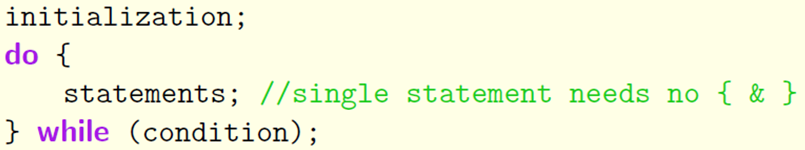 initialization;
do {
    statements; //single statement needs no { & }
} while (condition);